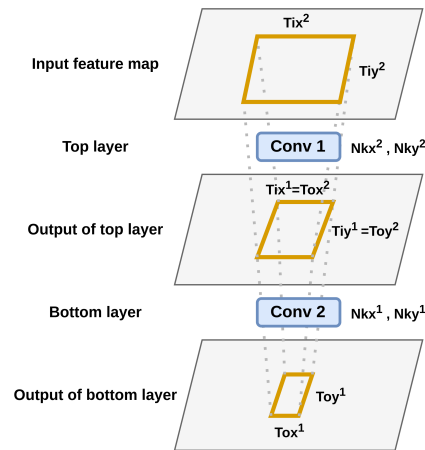 Tix²
Input feature map
Tiy²
Top layer
Conv 1
Nkx² , Nky²
Tix¹=Tox²
Output of top layer
Tiy¹ =Toy²
Bottom layer
Conv 2
Nkx¹ , Nky¹
Output of bottom layer
Toy¹
Tox¹